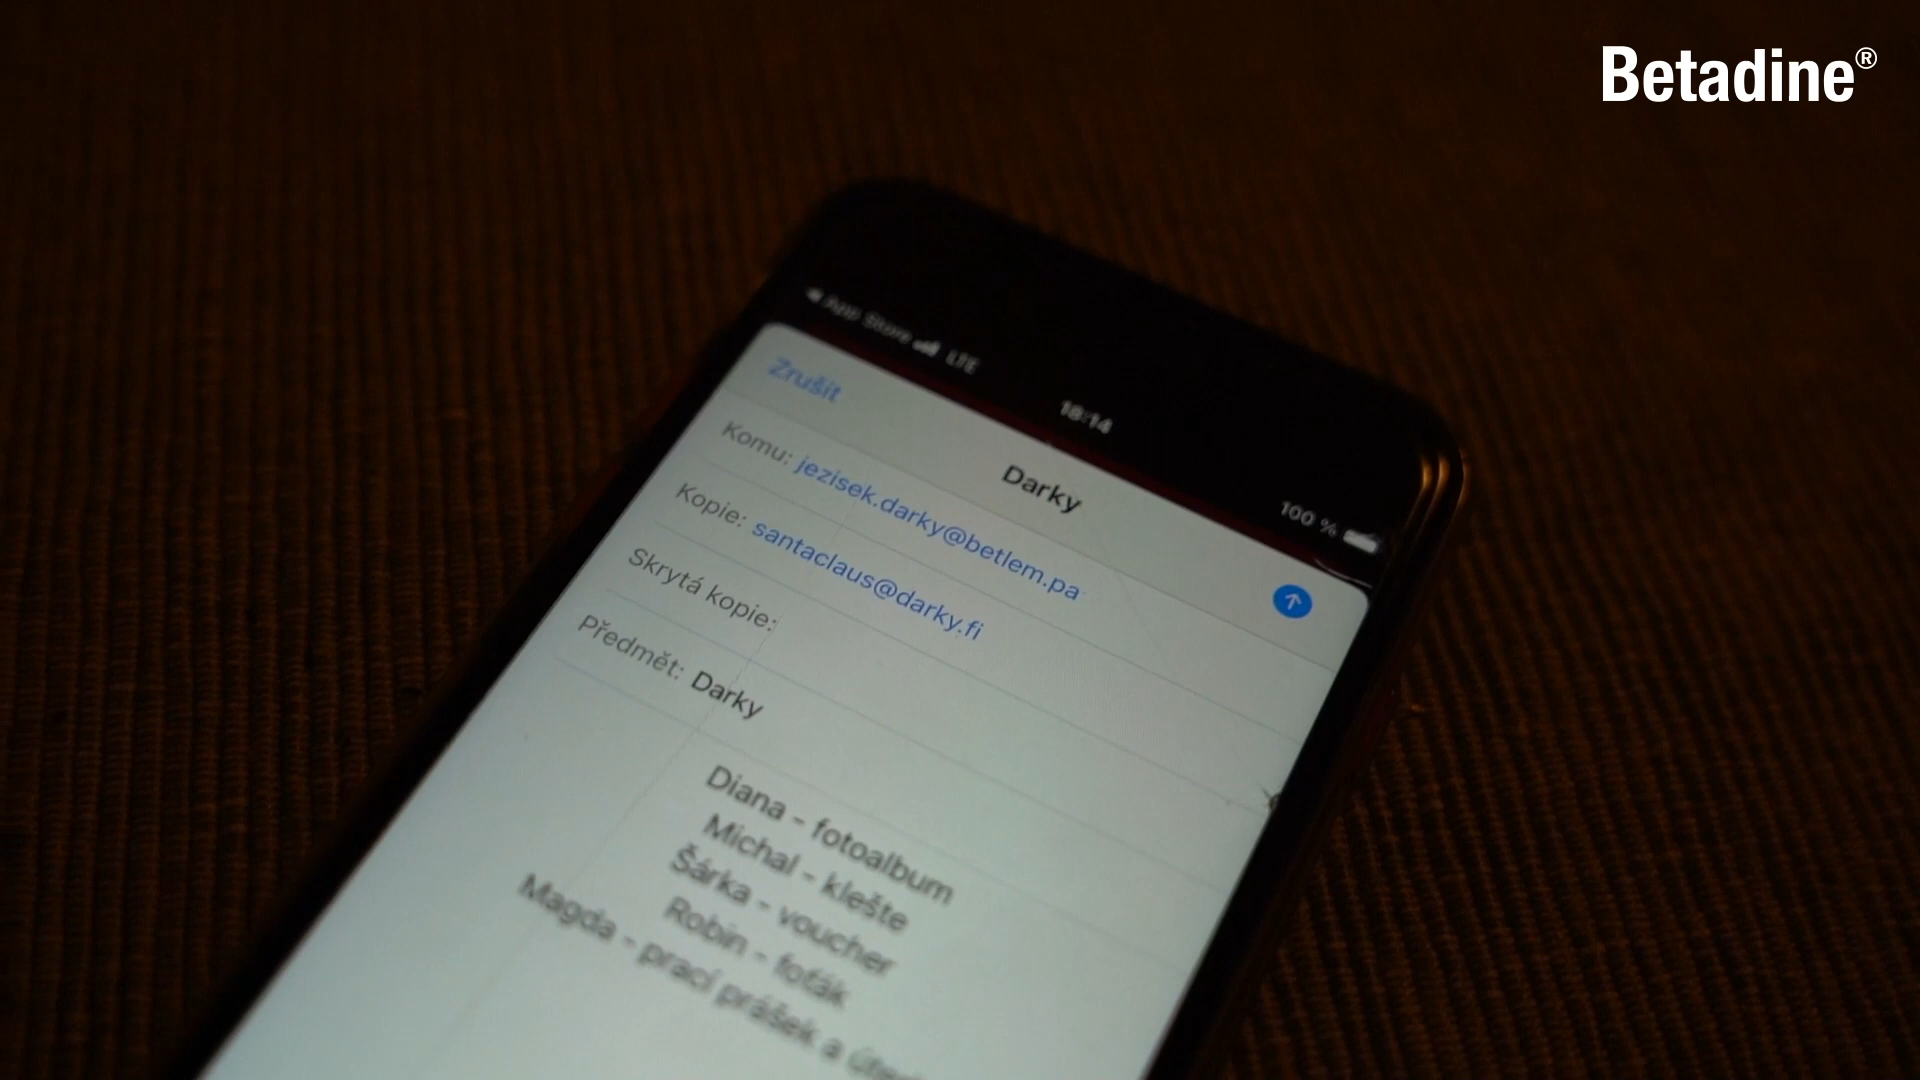 Betadine®
App Store LTE
18:14
100 %
Zrušit
Darky
Komu: jezisek.darky@betlem.pa
Kopie: santaclaus@darky.fi
Skrytá kopie:
Předmět: Darky
Diana - fotoalbum
Michal - klešte
Šárka - voucher
Robin - foťák
Magda - prací prášek a